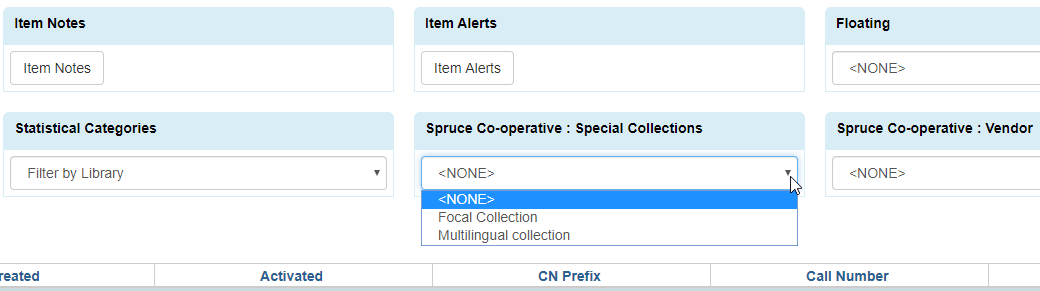 Item Notes
Item Alerts
Floating
Item Notes
Item Alerts
<NONE>
Statistical Categories
Spruce Co-operative : Special Collections
Spruce Co-operative : Vendor
Filter by Library
<NONE>
<NONE>
<NONE>
Focal Collection
Multilingual collection
reated
Activated
CN Prefix
Call Number